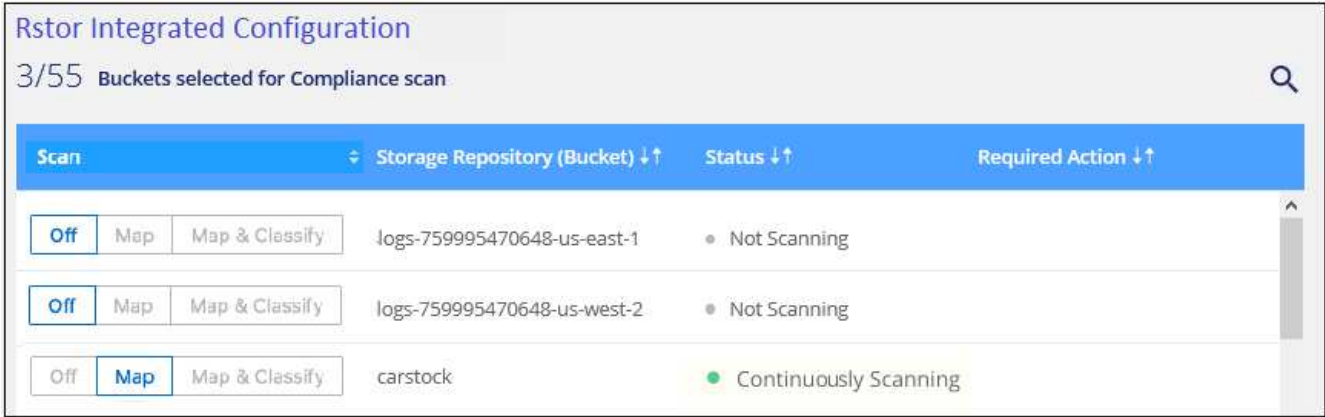 Rstor Integrated Configuration
3/55 Buckets selected for Compliance scan
Scan Storage Repository (Bucket) ↓↑ Status ↓↑ Required Action ↓↑
Off Map Map & Classify logs-759995470648-us-east-1 Not Scanning
Off Map Map & Classify logs-759995470648-us-west-2 Not Scanning
Off Map Map & Classify carstock Continuously Scanning